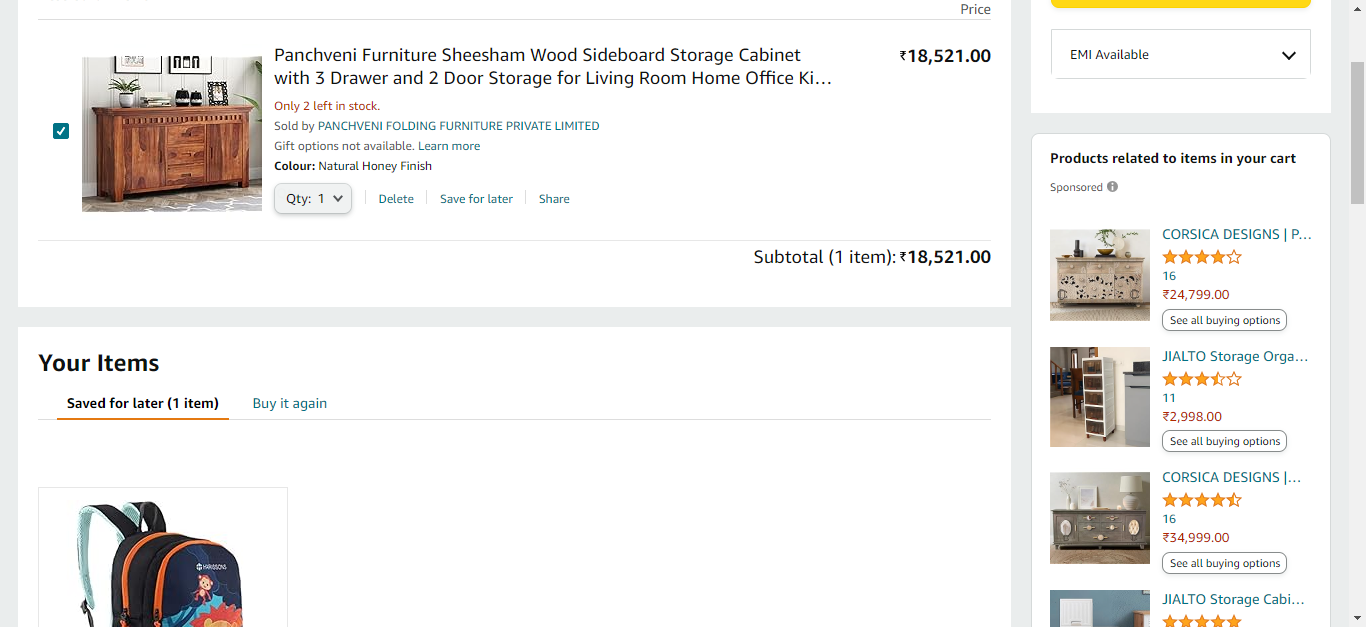 Price
Panchveni Furniture Sheesham Wood Sideboard Storage Cabinet
with 3 Drawer and 2 Door Storage for Living Room Home Office Ki…
₹18,521.00
Only 2 left in stock.
Sold by PANCHVENI FOLDING FURNITURE PRIVATE LIMITED
Gift options not available. Learn more
Colour: Natural Honey Finish
Qty: 1
Delete
Save for later
Share
Subtotal (1 item): ₹18,521.00
Your Items
Saved for later (1 item)
Buy it again
HARISSONS
EMI Available
Products related to items in your cart
Sponsored
CORSICA DESIGNS | P…
16
₹24,799.00
See all buying options
JIALTO Storage Orga…
11
₹2,998.00
See all buying options
CORSICA DESIGNS |…
16
₹34,999.00
See all buying options
JIALTO Storage Cabi…